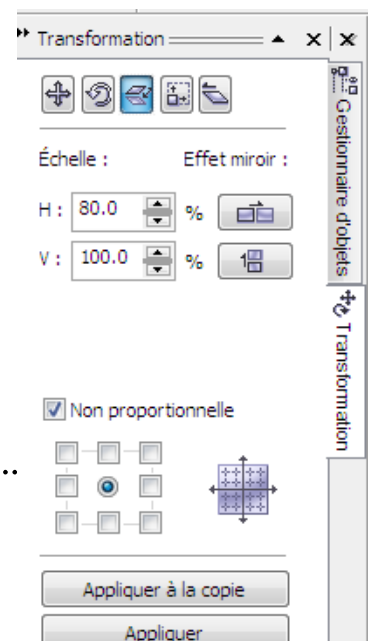 Transformation
Échelle : Effet miroir :
H : 80.0 %
V : 100.0 %
Non proportionnelle
..
Appliquer à la copie
Appliquer
Gestionnaire d'objets
Transformation